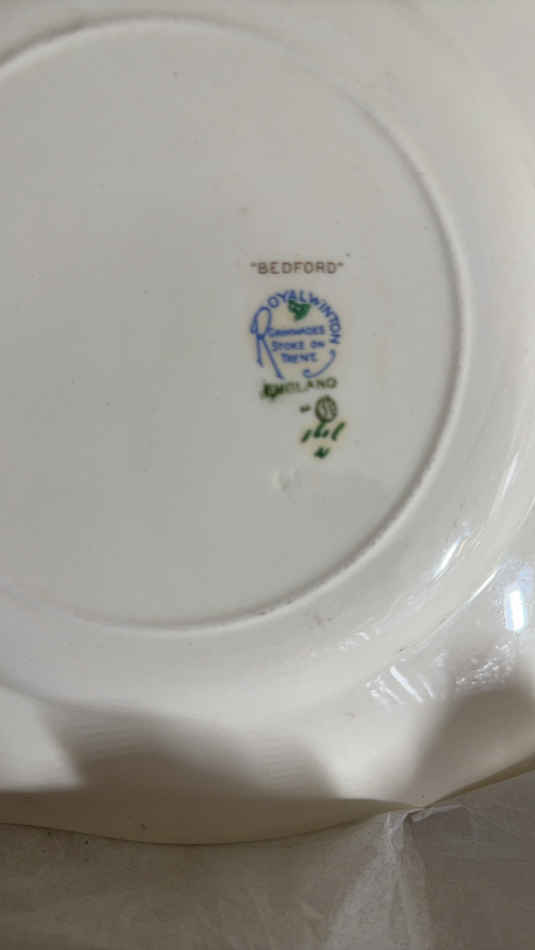 "BEDFORD"
ROYAL WINTON
GRIMWADES
STOKE ON
TRENT.
ENGLAND